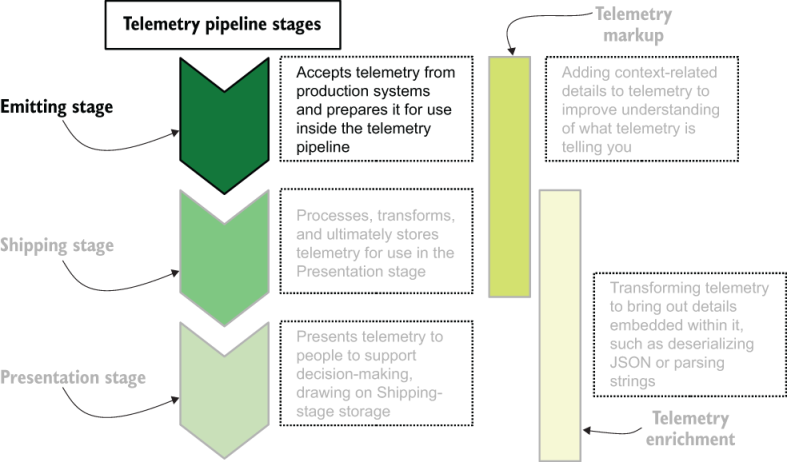 Telemetry pipeline stages
Emitting stage
Accepts telemetry from
production systems
and prepares it for use
inside the telemetry
pipeline
Shipping stage
Processes, transforms,
and ultimately stores
telemetry for use in the
Presentation stage
Presentation stage
Presents telemetry to
people to support
decision-making,
drawing on Shipping-
stage storage
Telemetry
markup
Adding context-related
details to telemetry to
improve understanding
of what telemetry is
telling you
Transforming telemetry
to bring out details
embedded within it,
such as deserializing
JSON or parsing
strings
Telemetry
enrichment